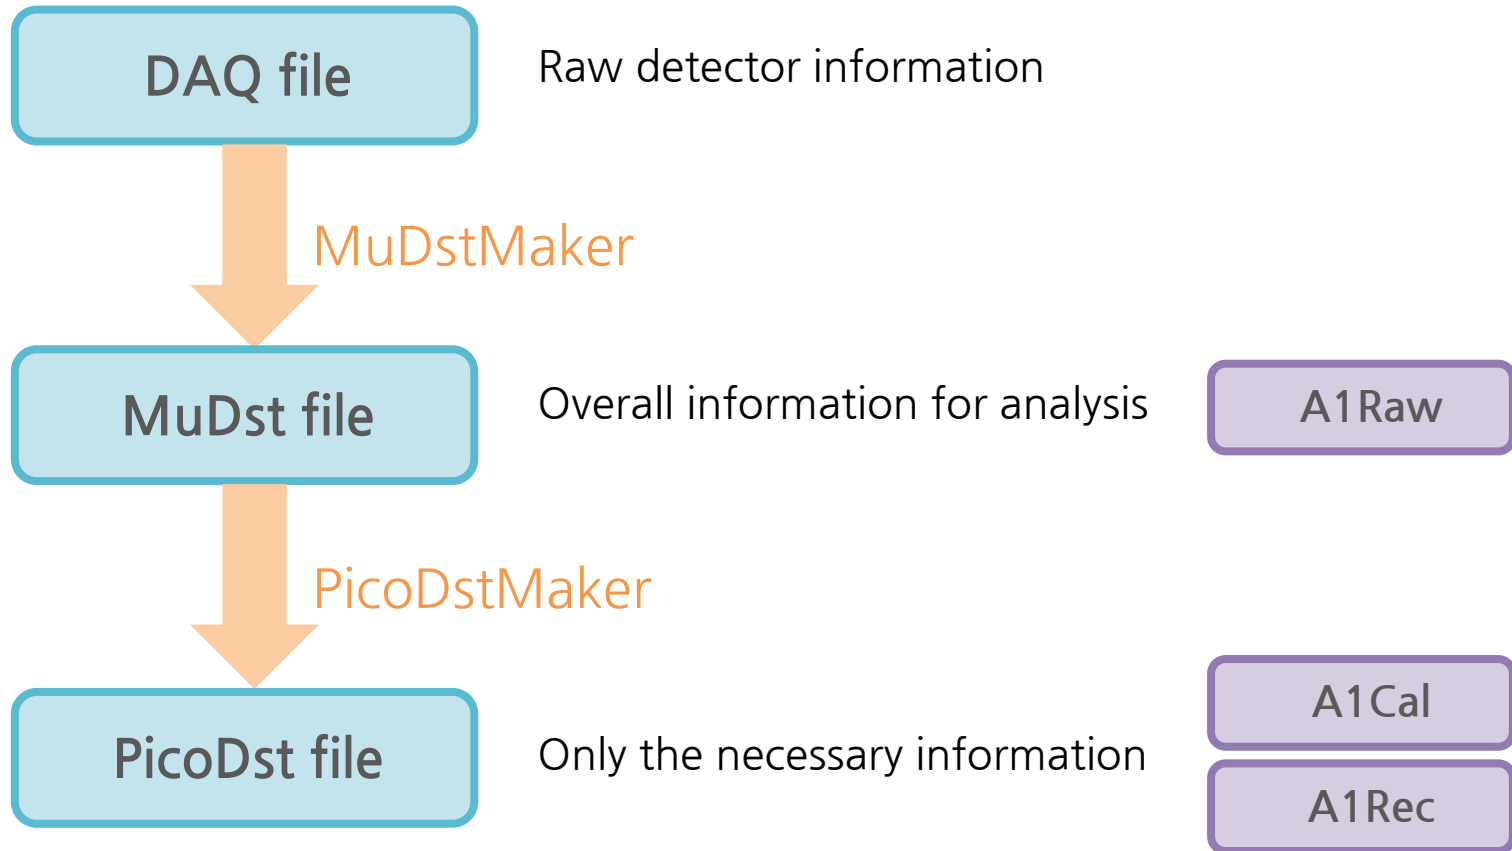 DAQ file
Raw detector information
MuDstMaker
MuDst file
Overall information for analysis
A1Raw
PicoDstMaker
PicoDst file
Only the necessary information
A1Cal
A1Rec